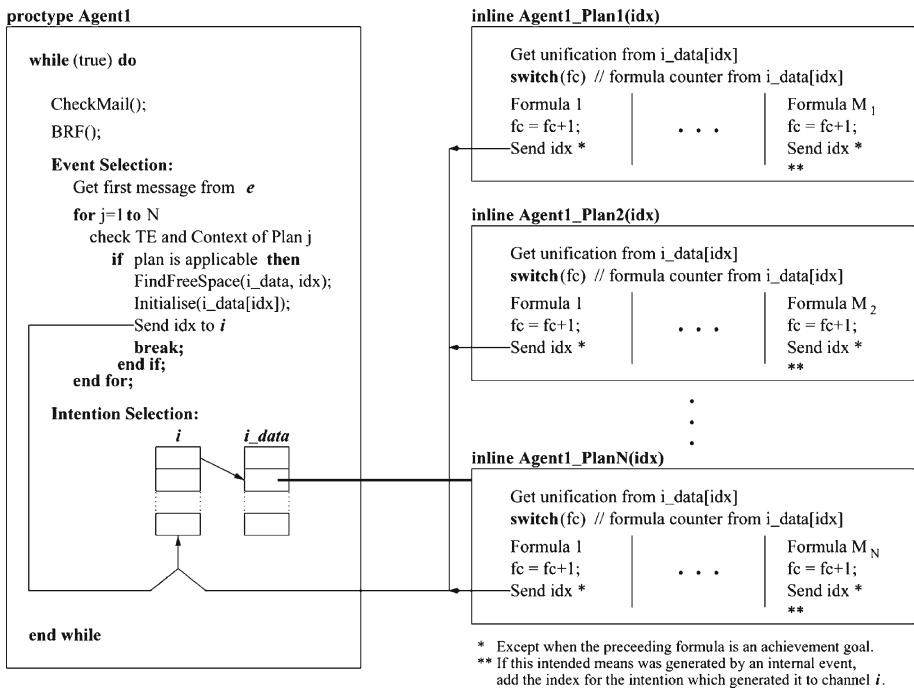 proctype Agent1
while (true) do
CheckMail();
BRF();
Event Selection:
Get first message from e
for j=1 to N
check TE and Context of Plan j
if plan is applicable then
FindFreeSpace(i_data, idx);
Initialise(i_data[idx]);
Send idx to i
break;
end if;
end for;
Intention Selection:
i i_data
end while
inline Agent1_Plan1(idx)
Get unification from i_data[idx]
switch(fc) // formula counter from i_data[idx]
Formula 1 Formula M1
fc = fc+1; . . . fc = fc+1;
Send idx * Send idx *
**
inline Agent1_Plan2(idx)
Get unification from i_data[idx]
switch(fc) // formula counter from i_data[idx]
Formula 1 Formula M2
fc = fc+1; . . . fc = fc+1;
Send idx * Send idx *
**
.
.
.
inline Agent1_PlanN(idx)
Get unification from i_data[idx]
switch(fc) // formula counter from i_data[idx]
Formula 1 Formula MN
fc = fc+1; . . . fc = fc+1;
Send idx * Send idx *
**
* Except when the preceeding formula is an achievement goal.
** If this intended means was generated by an internal event,
add the index for the intention which generated it to channel i.